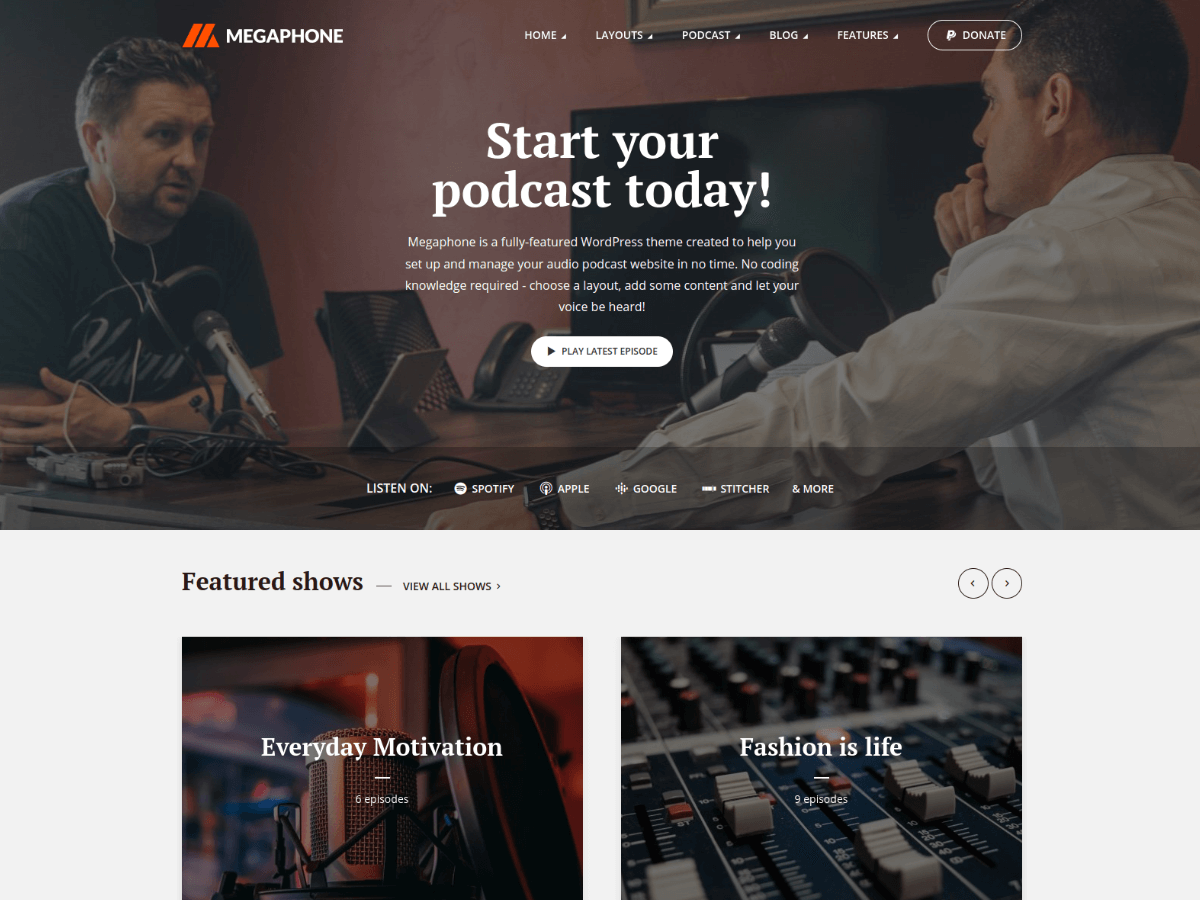 MEGAPHONE
HOME
LAYOUTS
PODCAST
BLOG
FEATURES
DONATE
Start your
podcast today!
Megaphone is a fully-featured WordPress theme created to help you
set up and manage your audio podcast website in no time. No coding
knowledge required - choose a layout, add some content and let your
voice be heard!
PLAY LATEST EPISODE
LISTEN ON:
SPOTIFY
APPLE
GOOGLE
STITCHER
& MORE
Featured shows
VIEW ALL SHOWS
Everyday Motivation
6 episodes
Fashion is life
9 episodes